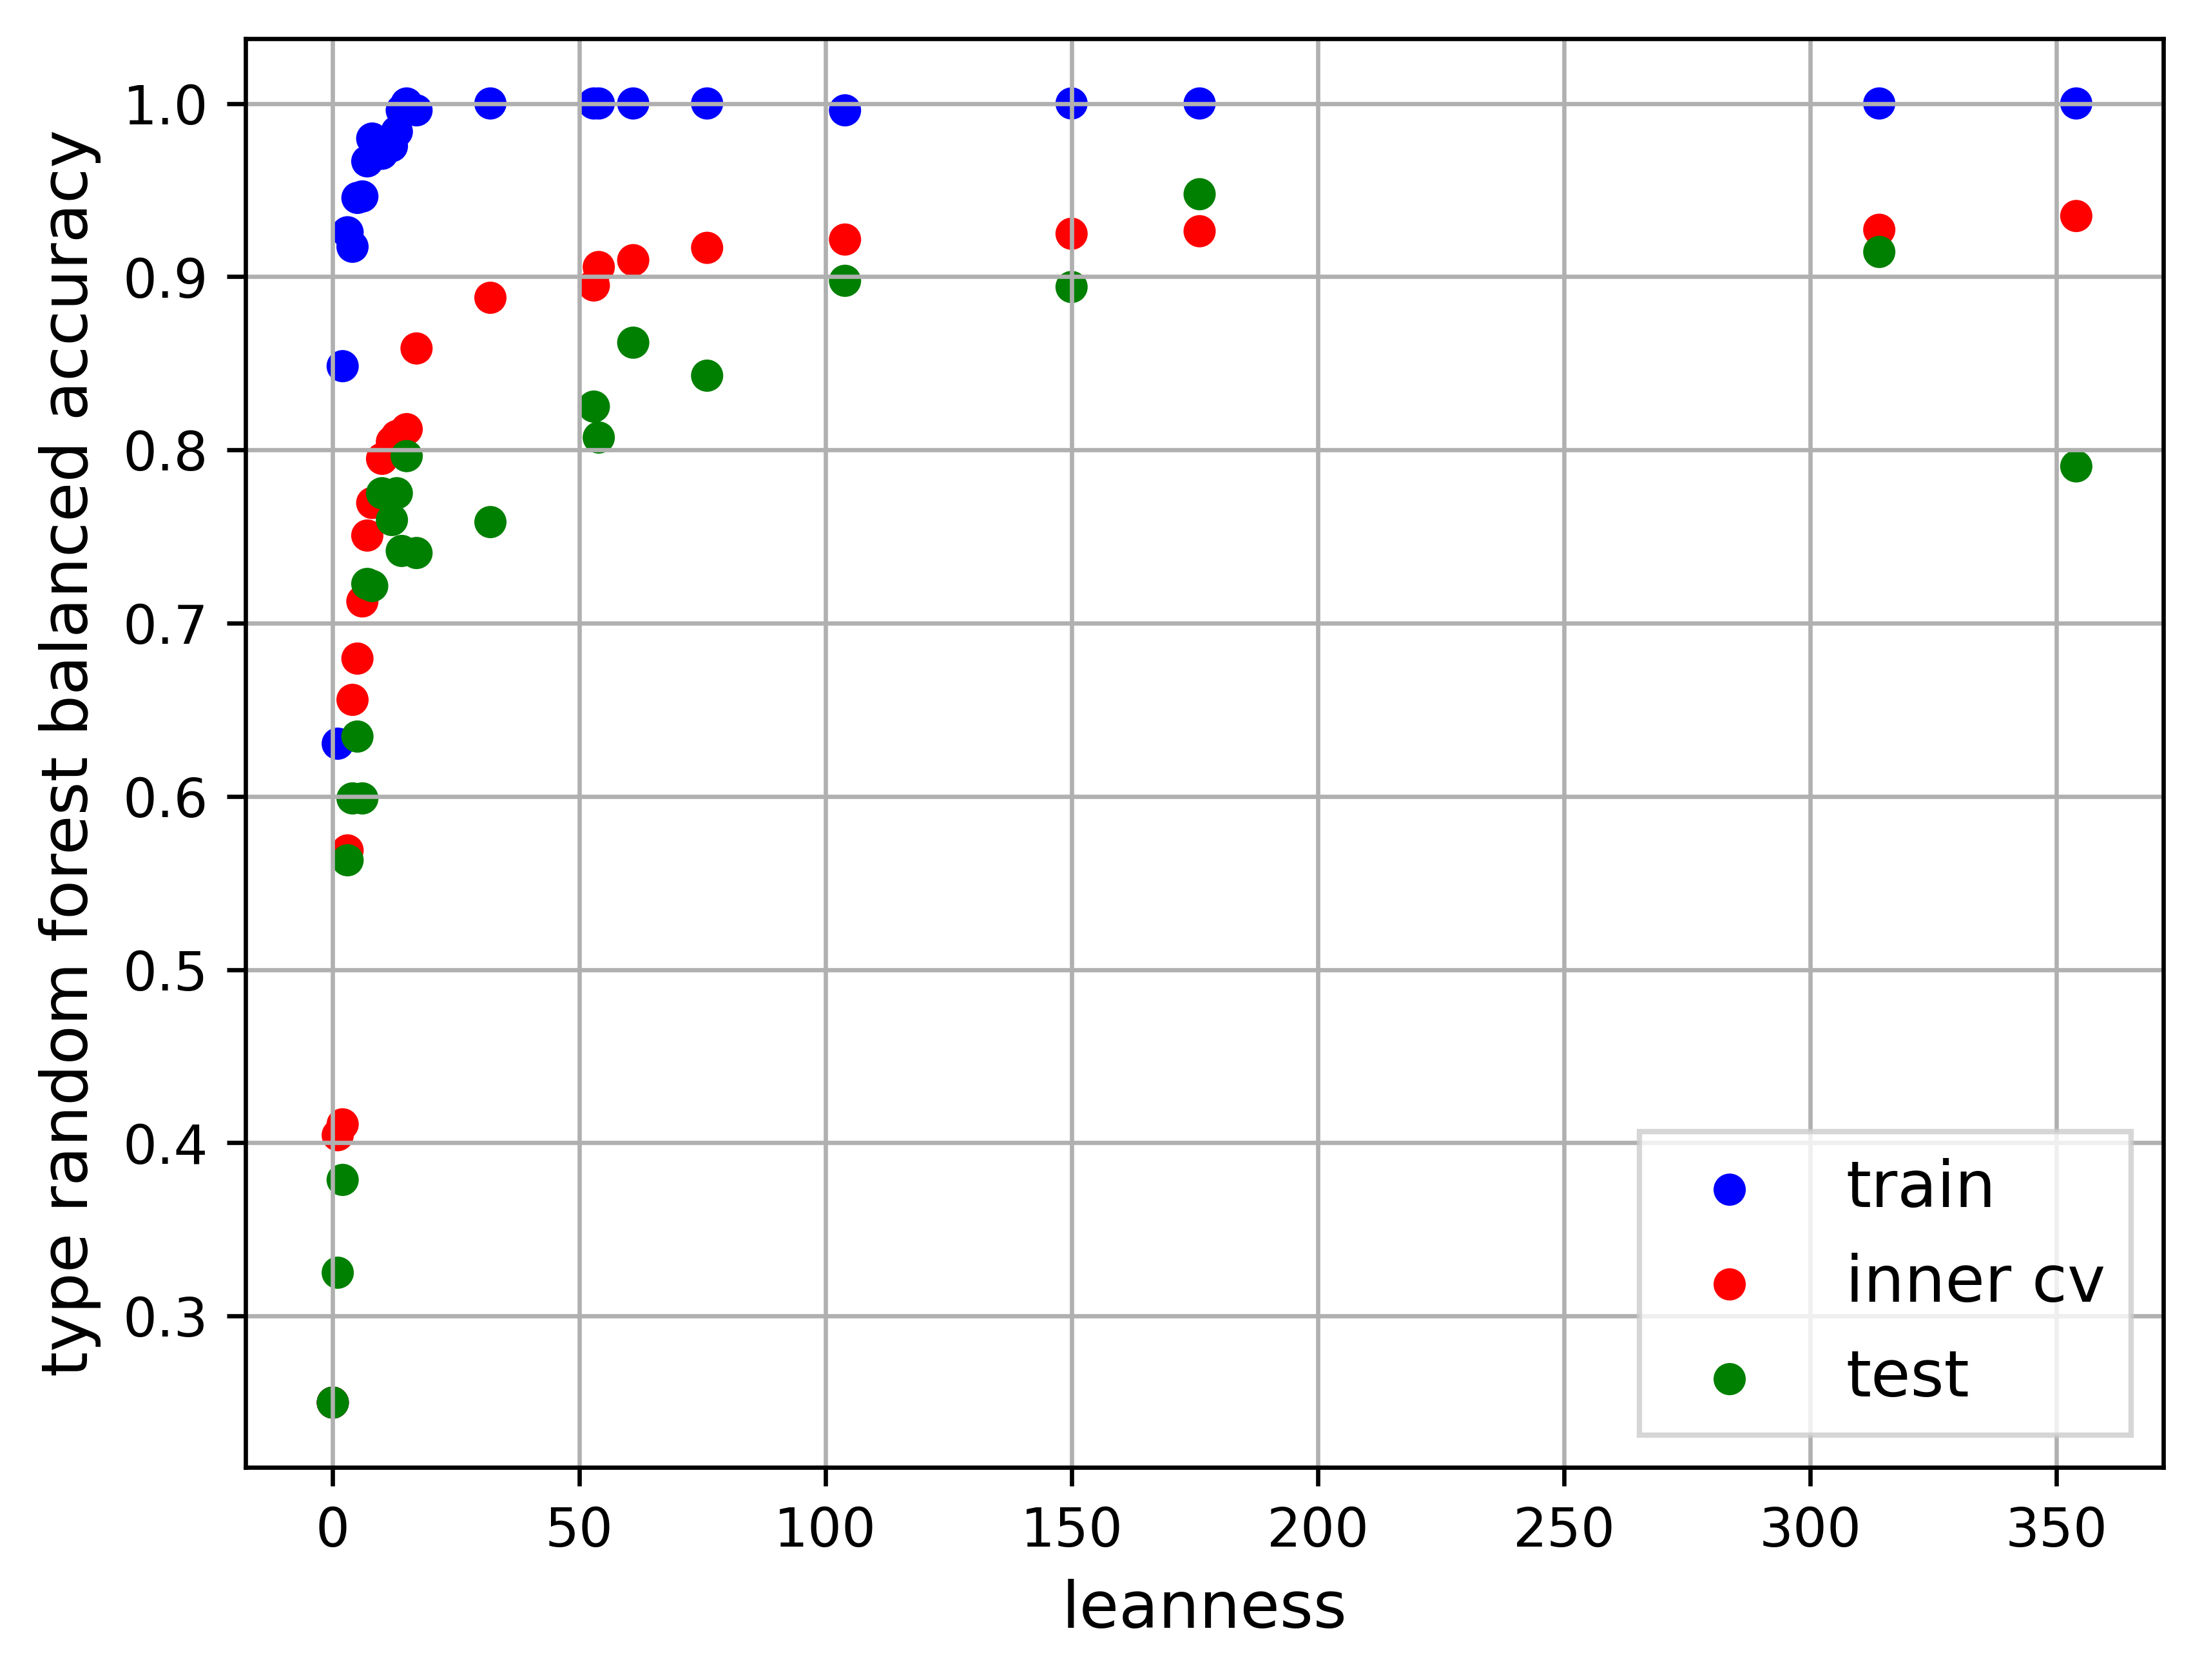 type random forest balanced accuracy
1.0
0.9
0.8
0.7
0.6
0.5
0.4
0.3
train
inner cv
test
0 50 100 150 200 250 300 350
leanness